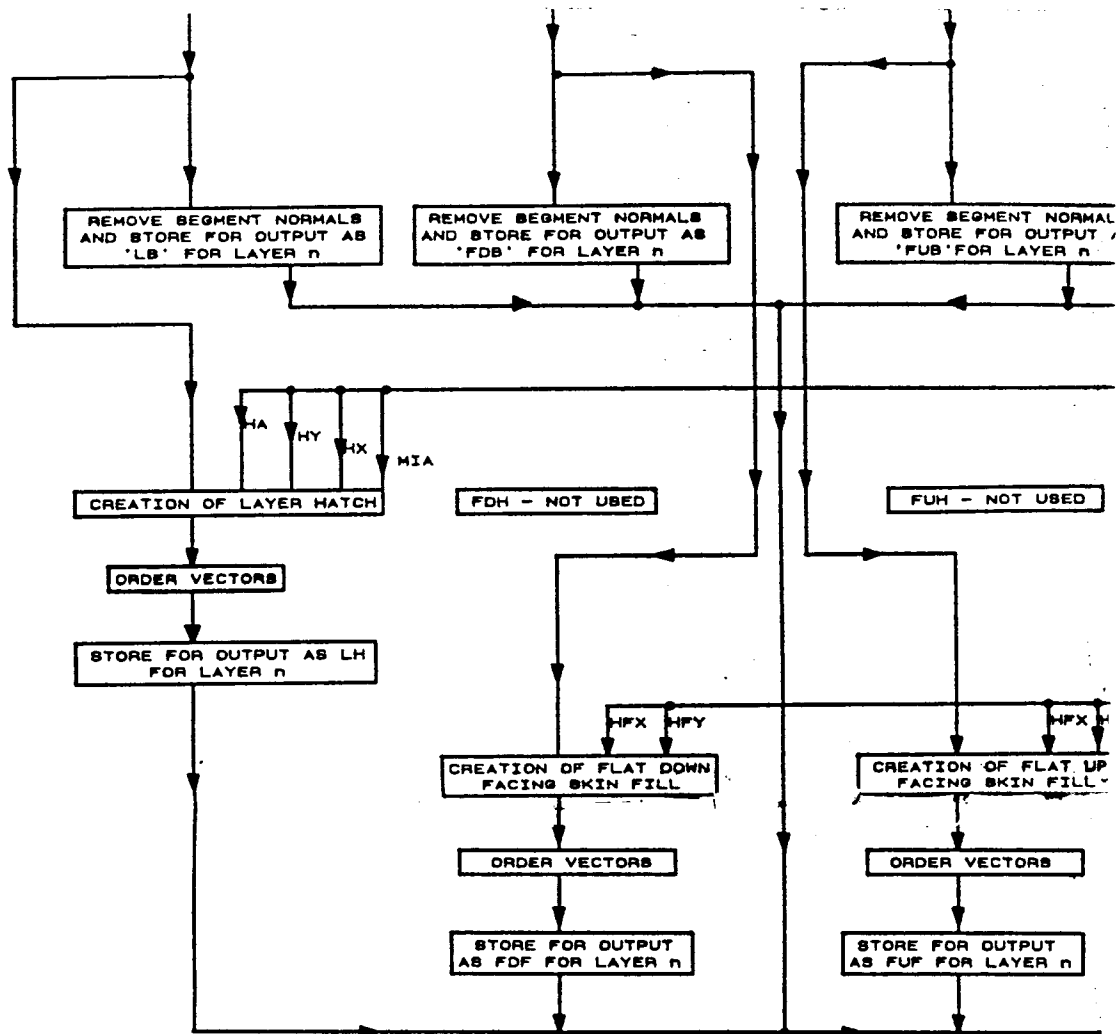 REMOVE SEGMENT NORMALS
AND STORE FOR OUTPUT AS
'LB' FOR LAYER n
REMOVE SEGMENT NORMALS
AND STORE FOR OUTPUT AS
'FDB' FOR LAYER n
REMOVE SEGMENT NORMAL
AND STORE FOR OUTPUT
'FUB' FOR LAYER n
HA
HY
HX
MIA
CREATION OF LAYER HATCH
FDH - NOT USED
FUH - NOT USED
ORDER VECTORS
STORE FOR OUTPUT AS LH
FOR LAYER n
HFX
HFY
HFX
CREATION OF FLAT DOWN
FACING SKIN FILL
CREATION OF FLAT UP
FACING SKIN FILL
ORDER VECTORS
ORDER VECTORS
STORE FOR OUTPUT
AS FDF FOR LAYER n
STORE FOR OUTPUT
AS FUF FOR LAYER n